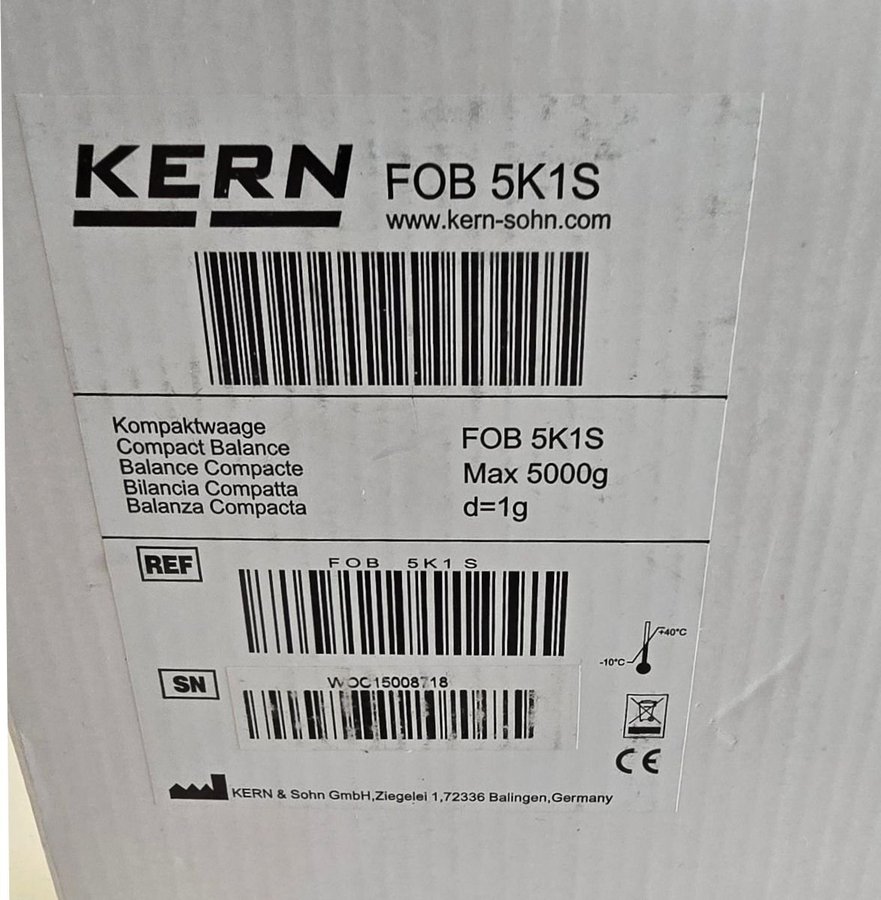 KERN FOB 5K1S
www.kern-sohn.com
Kompaktwaage
Compact Balance
Balance Compacte
Bilancia Compatta
Balanza Compacta
FOB 5K1S
Max 5000g
d=1g
REF
FOB 5K1S
+40°C
-10°C
SN
CE
KERN & Sohn GmbH,Ziegelei 1,72336 Balingen,Germany